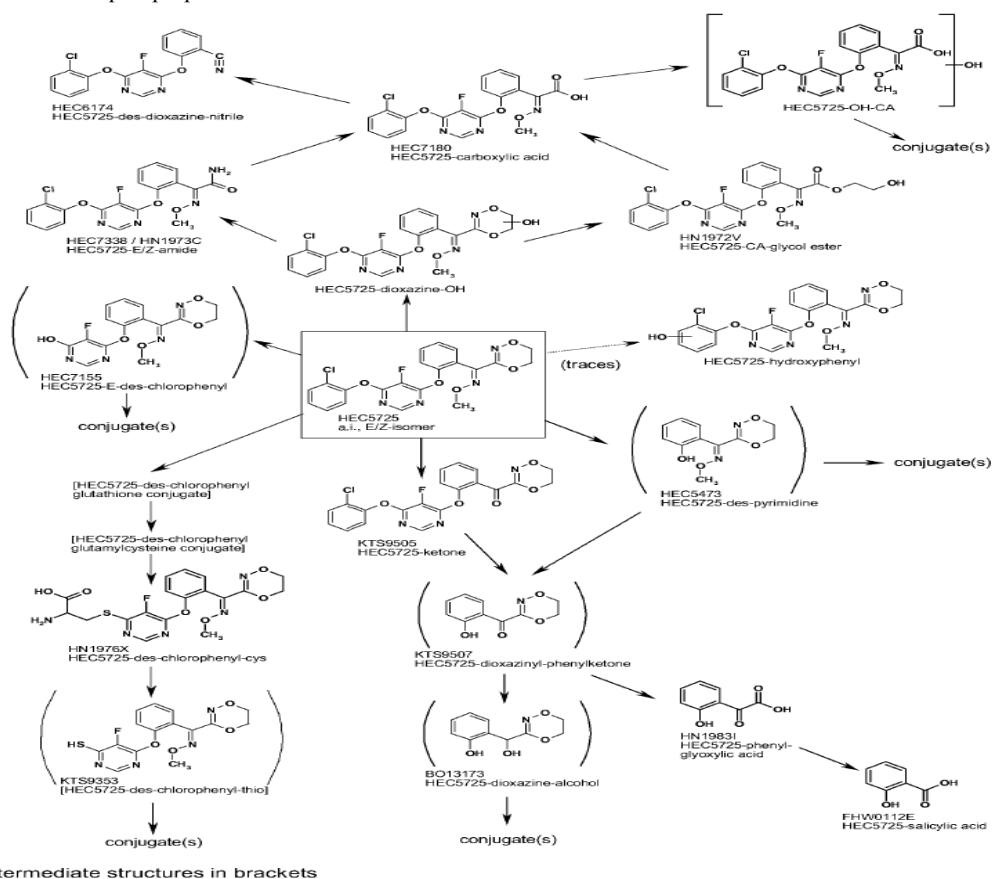 HEC6174
HEC5725-des-dioxazine-nitrile
HEC7180
HEC5725-carboxylic acid
HEC5725-OH-CA
conjugate(s)
HEC7338 / HN1973C
HEC5725-E/Z-amide
HEC5725-dioxazine-OH
HN1972V
HEC5725-CA-glycol ester
HEC7155
HEC5725-E-des-chlorophenyl
conjugate(s)
HEC5725
a.i., E/Z-isomer
(traces)
HEC5725-hydroxyphenyl
[HEC5725-des-chlorophenyl
glutathione conjugate]
[HEC5725-des-chlorophenyl
glutamylcysteine conjugate]
KTS9505
HEC5725-ketone
HEC5473
HEC5725-des-pyrimidine
conjugate(s)
HN1976X
HEC5725-des-chlorophenyl-cys
KTS9507
HEC5725-dioxazinyl-phenylketone
KTS9353
[HEC5725-des-chlorophenyl-thio]
conjugate(s)
BO13173
HEC5725-dioxazine-alcohol
conjugate(s)
HN1983I
HEC5725-phenyl-
glyoxylic acid
FHW0112E
HEC5725-salicylic acid
termediate structures in brackets